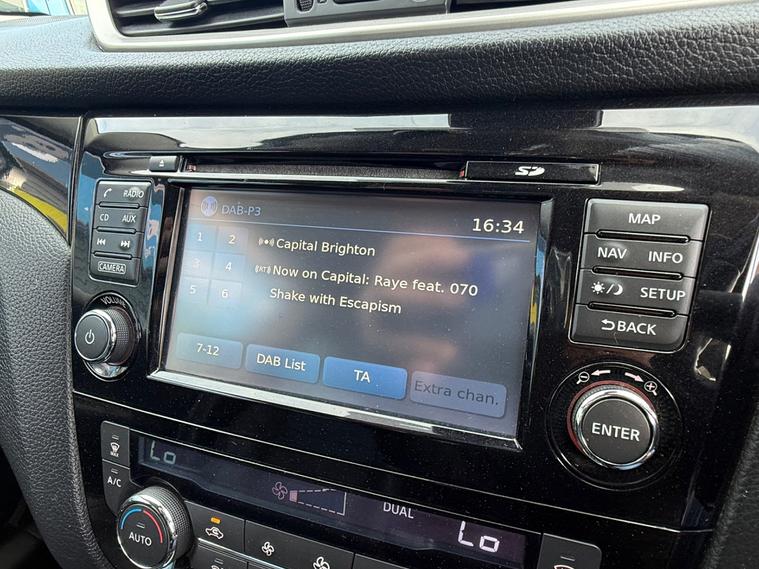 SD
RADIO
CD AUX
CAMERA
VOLUME
DAB-P3
16:34
1 2
3 4
5 6
Capital Brighton
(RT) Now on Capital: Raye feat. 070
Shake with Escapism
7-12
DAB List
TA
Extra chan.
MAP
NAV INFO
SETUP
BACK
ENTER
MAX
A/C
AUTO
Lo
DUAL
Lo